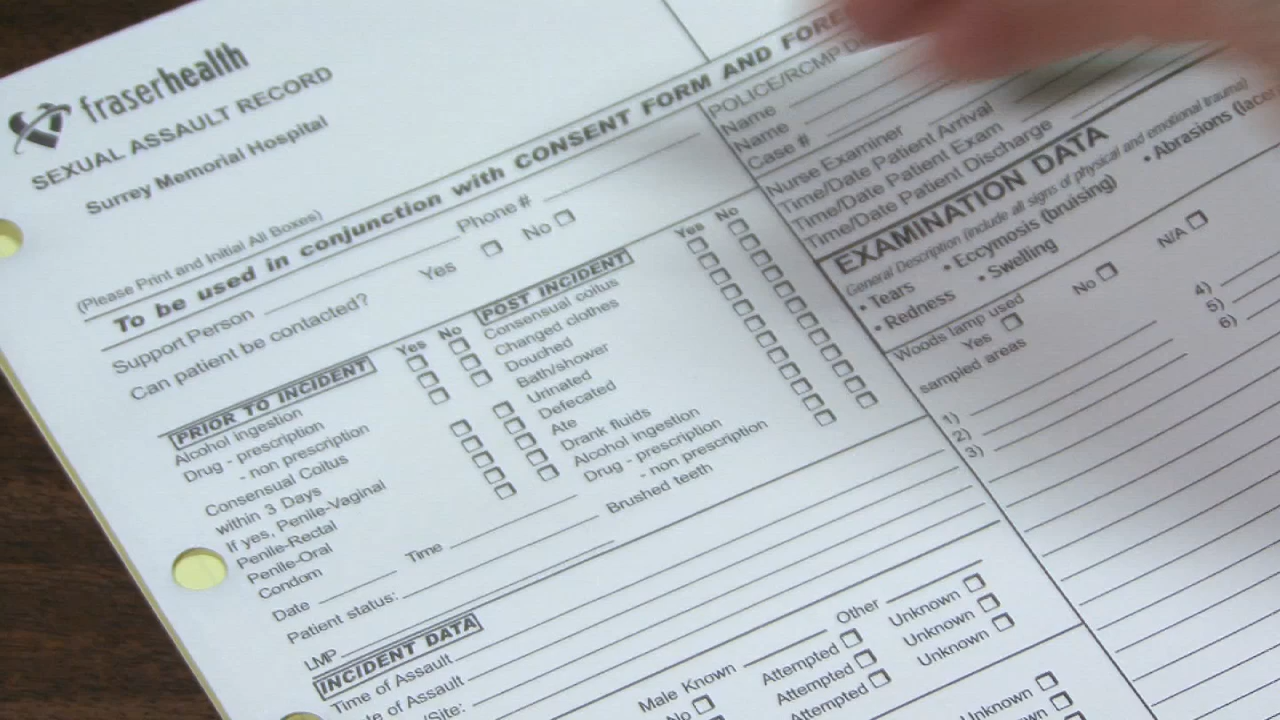 fraserhealth
SEXUAL ASSAULT RECORD
Surrey Memorial Hospital
(Please Print and Initial All Boxes)
To be used in conjunction with CONSENT FORM AND
Support Person
Phone #
Can patient be contacted?
Yes
No
PRIOR TO INCIDENT
Yes
No
Alcohol ingestion
Drug - prescription
- non prescription
Consensual Coitus
within 3 Days
If yes, Penile-Vaginal
Penile-Rectal
Penile-Oral
Condom
Date
Time
Patient status:
LMP
POST INCIDENT
Yes
No
Consensual coitus
Changed clothes
Douched
Bath/shower
Urinated
Defecated
Ate
Drank fluids
Alcohol ingestion
Drug - prescription
- non prescription
Brushed teeth
INCIDENT DATA
Time of Assault
of Assault
/Site:
Male Known
Other
No
Attempted
Unknown
Attempted
Unknown
Attempted
Unknown
Unknown
Unknown
POLICE/RCMP
Name
Name
Case #
Nurse Examiner
Time/Date Patient Arrival
Time/Date Patient Exam
Time/Date Patient Discharge
EXAMINATION DATA
General Description (include all signs of physical and emotional trauma)
• Tears
• Ecchymosis (bruising)
• Abrasions
• Redness
• Swelling
Woods lamp used
Yes
No
N/A
sampled areas
1)
2)
3)
4)
5)
6)